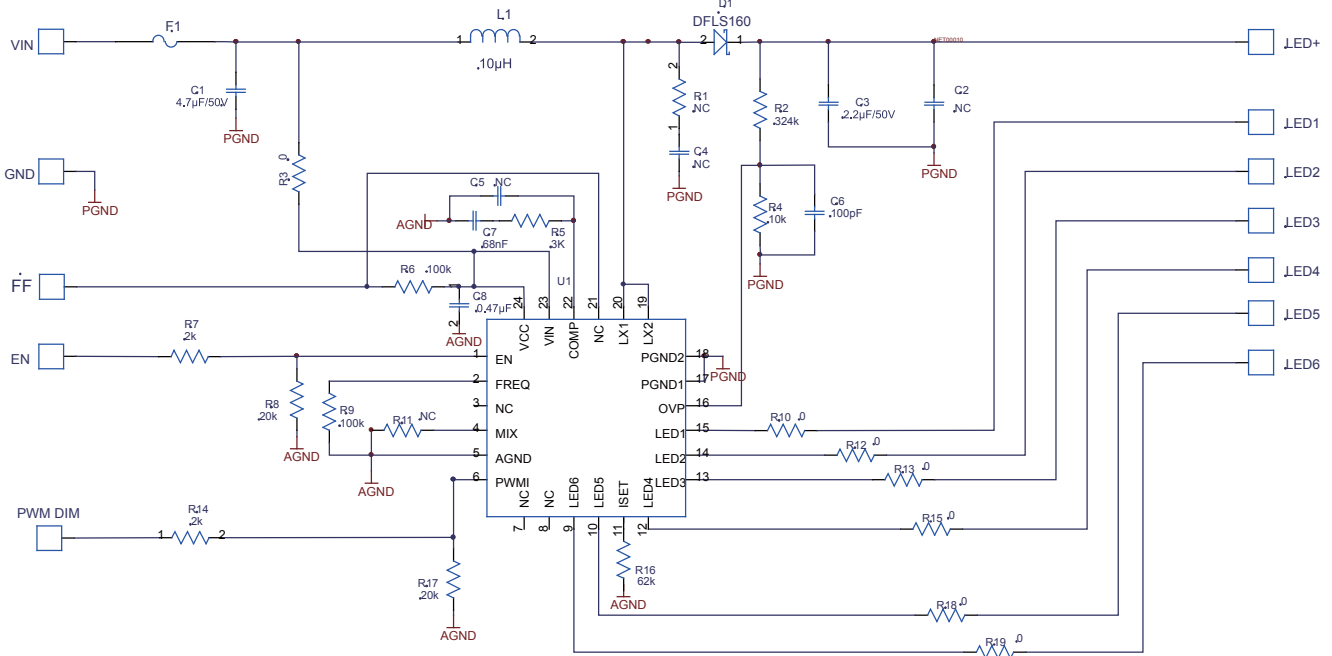 VIN
F1
L1
1
2
.10µH
D1
DFLS160
2
1
LED+
C1
4.7µF/50V
PGND
R3
.0
2
R1
.NC
1
C4
NC
PGND
R2
.324k
C3
.2.2µF/50V
C2
NC
PGND
LED1
GND
PGND
LED2
C5
.NC
AGND
C7
.68nF
R5
.3K
R4
.10k
C6
.100pF
PGND
LED3
LED4
FF
R6
.100k
C8
.0.47µF
2
AGND
U1
24
23
22
21
20
19
VCC
VIN
COMP
NC
LX1
LX2
LED5
EN
R7
.2k
R8
.20k
AGND
R9
.100k
R11
.NC
AGND
1
EN
2
FREQ
3
NC
4
MIX
5
AGND
6
PWMI
PGND2
18
PGND
PGND1
17
OVP
16
LED1
15
LED2
14
LED3
13
LED6
R10
.0
R12
.0
R13
.0
NC
NC
LED6
LED5
ISET
LED4
7
8
9
10
11
12
PWM DIM
1
R14
.2k
2
R17
.20k
AGND
R16
62k
AGND
R15
.0
R18
.0
R19
.0